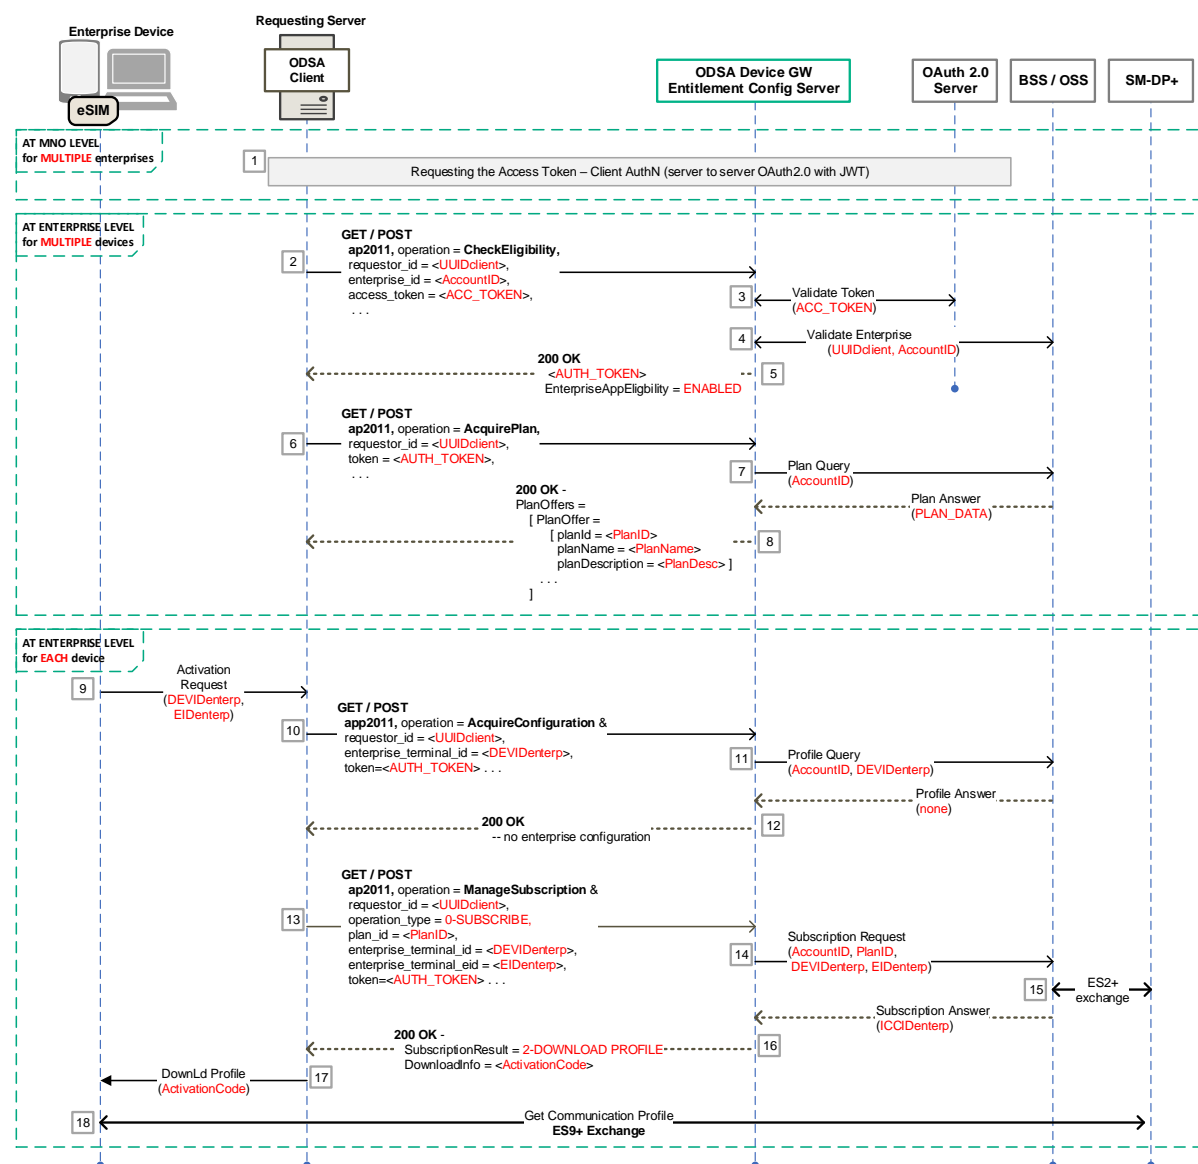 Enterprise Device
Requesting Server
eSIM
ODSA
Client
ODSA Device GW
Entitlement Config Server
OAuth 2.0
Server
BSS / OSS
SM-DP+
AT MNO LEVEL
for MULTIPLE enterprises
1
Requesting the Access Token – Client AuthN (server to server OAuth2.0 with JWT)
AT ENTERPRISE LEVEL
for MULTIPLE devices
2
GET / POST
ap2011, operation = CheckEligibility,
requestor_id = <UUIDclient>,
enterprise_id = <AccountID>,
access_token = <ACC_TOKEN>,
. . .
3
Validate Token
(ACC_TOKEN)
4
Validate Enterprise
(UUIDclient, AccountID)
5
200 OK
<AUTH_TOKEN>
EnterpriseAppEligbility = ENABLED
6
GET / POST
ap2011, operation = AcquirePlan,
requestor_id = <UUIDclient>,
token = <AUTH_TOKEN>,
. . .
7
Plan Query
(AccountID)
Plan Answer
(PLAN_DATA)
8
200 OK -
PlanOffers =
[ PlanOffer =
[ planId = <PlanID>
planName = <PlanName>
planDescription = <PlanDesc> ]
. . .
]
AT ENTERPRISE LEVEL
for EACH device
9
Activation
Request
(DEVIDenterp,
EIDenterp)
10
GET / POST
app2011, operation = AcquireConfiguration &
requestor_id = <UUIDclient>,
enterprise_terminal_id = <DEVIDenterp>,
token=<AUTH_TOKEN> . . .
11
Profile Query
(AccountID, DEVIDenterp)
Profile Answer
(none)
12
200 OK
-- no enterprise configuration
13
GET / POST
ap2011, operation = ManageSubscription &
requestor_id = <UUIDclient>,
operation_type = 0-SUBSCRIBE,
plan_id = <PlanID>,
enterprise_terminal_id = <DEVIDenterp>,
enterprise_terminal_eid = <EIDenterp>,
token=<AUTH_TOKEN> . . .
14
Subscription Request
(AccountID, PlanID,
DEVIDenterp, EIDenterp)
15
ES2+
exchange
Subscription Answer
(ICCIDenterp)
16
200 OK -
SubscriptionResult = 2-DOWNLOAD PROFILE
DownloadInfo = <ActivationCode>
17
DownLd Profile
(ActivationCode)
18
Get Communication Profile
ES9+ Exchange